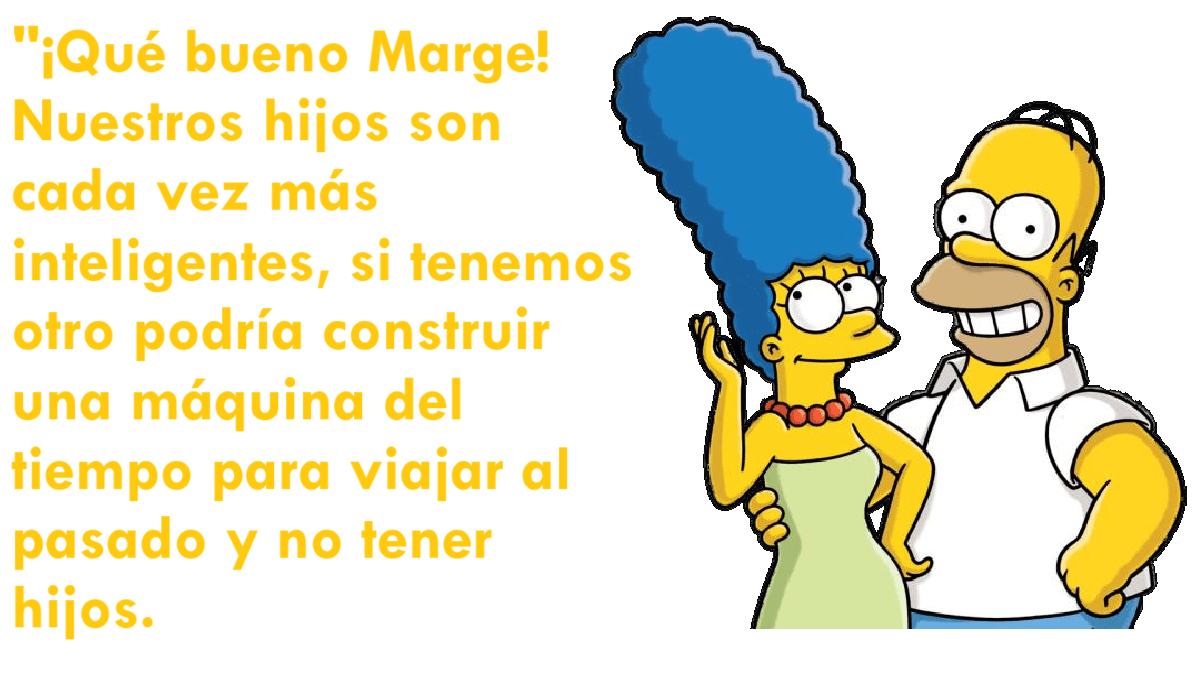 "¡Qué bueno Marge!
Nuestros hijos son
cada vez más
inteligentes, si tenemos
otro podría construir
una máquina del
tiempo para viajar al
pasado y no tener
hijos.